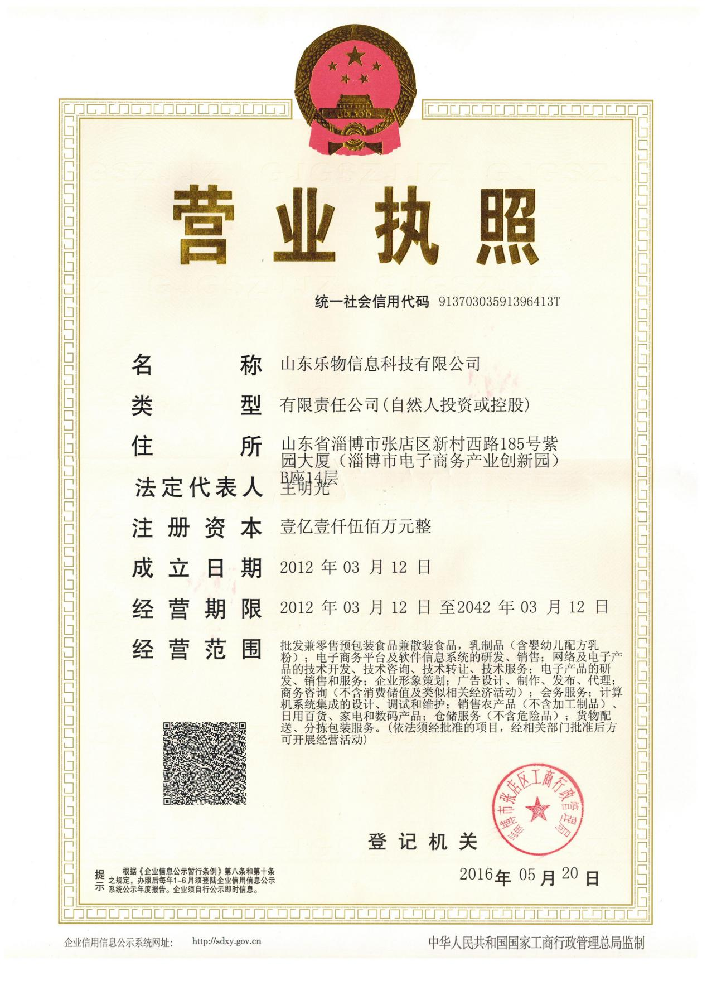 营业执照
统一社会信用代码 91370303591396413T
名称 山东乐物信息科技有限公司
类型 有限责任公司(自然人投资或控股)
住所 山东省淄博市张店区新村西路185号紫
园大厦（淄博市电子商务产业创新园）
B座14层
法定代表人 王明光
注册资本 壹亿壹仟伍佰万元整
成立日期 2012 年 03 月 12 日
经营期限 2012 年 03 月 12 日 至2042 年 03 月 12 日
经营范围 批发兼零售预包装食品兼散装食品，乳制品（含婴幼儿配方乳
粉）；电子商务平台及软件信息系统的研发、销售；网络及电子产
品的技术开发、技术咨询、技术转让、技术服务；电子产品的研
发、销售和服务；企业形象策划；广告设计、制作、发布、代理；
商务咨询（不含消费储值及类似相关经济活动）；会务服务；计算
机系统集成的设计、调试和维护；销售农产品（不含加工制品）、
日用百货、家电和数码产品；仓储服务（不含危险品）；货物配
送、分拣包装服务。(依法须经批准的项目，经相关部门批准后方
可开展经营活动)
淄博市张店区工商行政管理局
登记机关
2016年 05 月 20 日
提示 根据《企业信息公示暂行条例》第八条和第十条
之规定，办照后每年1-6月须登陆企业信用信息公示
系统公示年度报告。企业须自行公示即时信息。
企业信用信息公示系统网址： http://sdxy.gov.cn
中华人民共和国国家工商行政管理总局监制